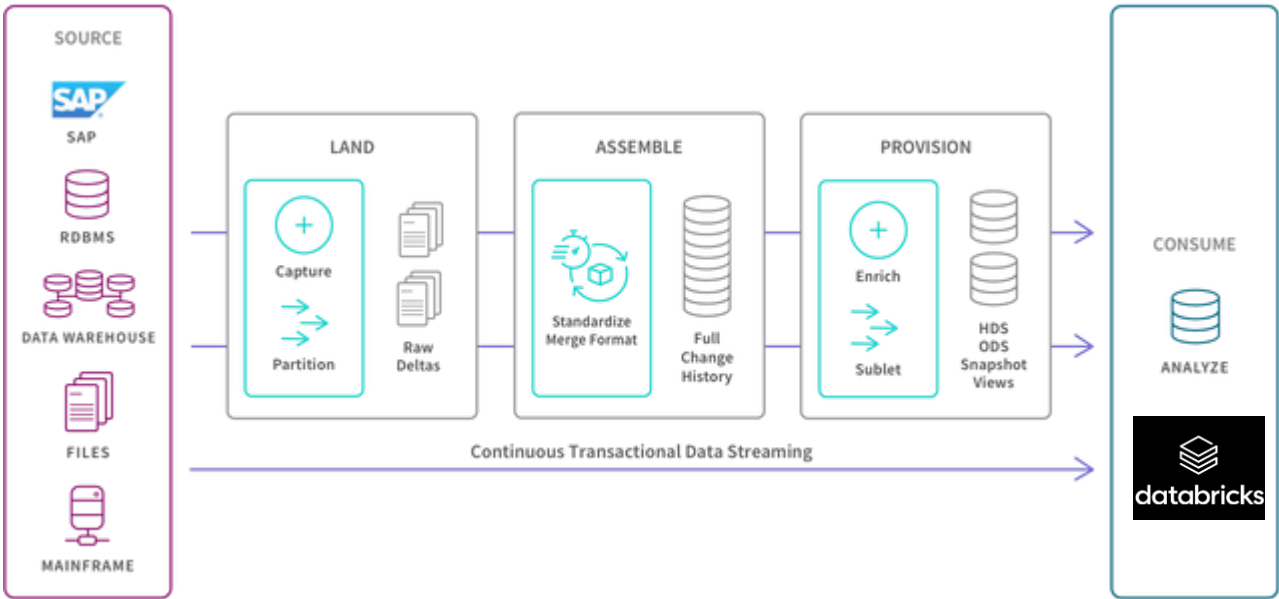 SOURCE
SAP
SAP
RDBMS
DATA WAREHOUSE
FILES
MAINFRAME
LAND
Capture
Partition
Raw
Deltas
ASSEMBLE
Standardize
Merge Format
Full
Change
History
PROVISION
Enrich
Sublet
HDS
ODS
Snapshot
Views
Continuous Transactional Data Streaming
CONSUME
ANALYZE
databricks